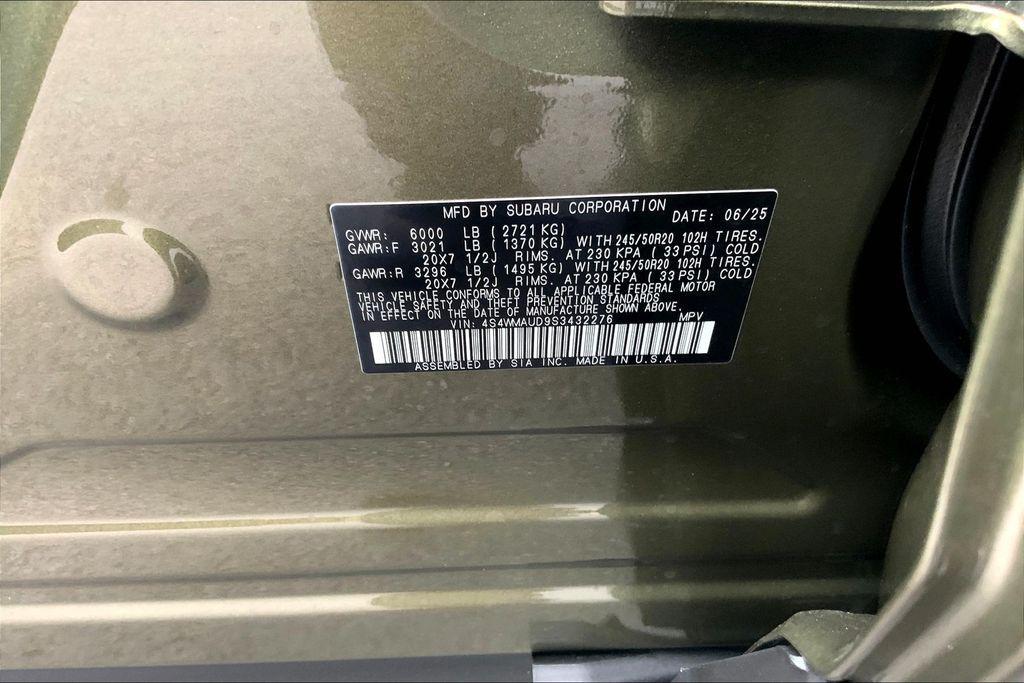 MFD BY SUBARU CORPORATION DATE: 06/25
GVWR: 6000 LB ( 2721 KG)
GAWR: F 3021 LB ( 1370 KG) WITH 245/50R20 102H TIRES.
20X7 1/2J RIMS. AT 230 KPA ( 33 PSI) COLD
GAWR: R 3296 LB ( 1495 KG) WITH 245/50R20 102H TIRES.
20X7 1/2J RIMS. AT 230 KPA ( 33 PSI) COLD
THIS VEHICLE CONFORMS TO ALL APPLICABLE FEDERAL MOTOR
VEHICLE SAFETY AND THEFT PREVENTION STANDARDS
IN EFFECT ON THE DATE OF MANUFACTURE SHOWN ABOVE.
VIN: 4S4WMAUD9S3432276 MPV
ASSEMBLED BY SIA INC. MADE IN U.S.A.